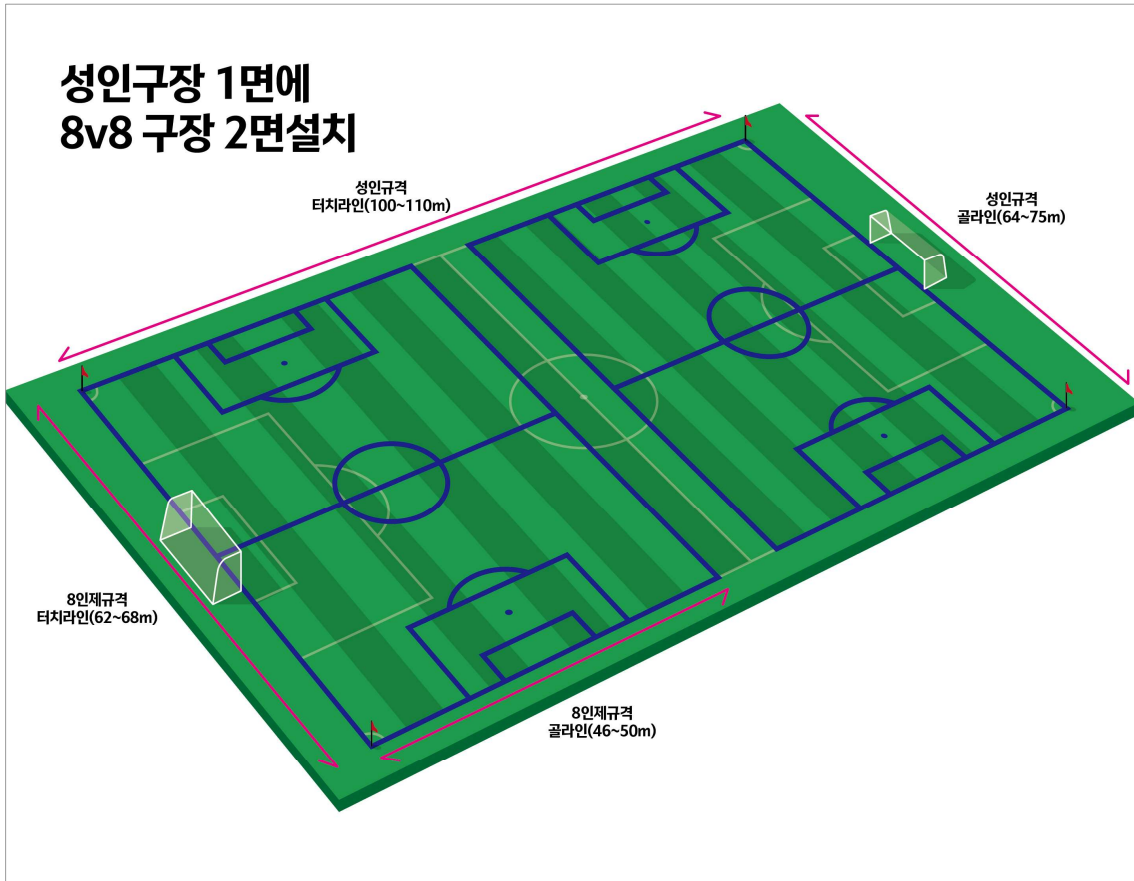 성인구장 1면에
8v8 구장 2면설치
성인규격
터치라인(100~110m)
성인규격
골라인(64~75m)
8인제규격
터치라인(62~68m)
8인제규격
골라인(46~50m)